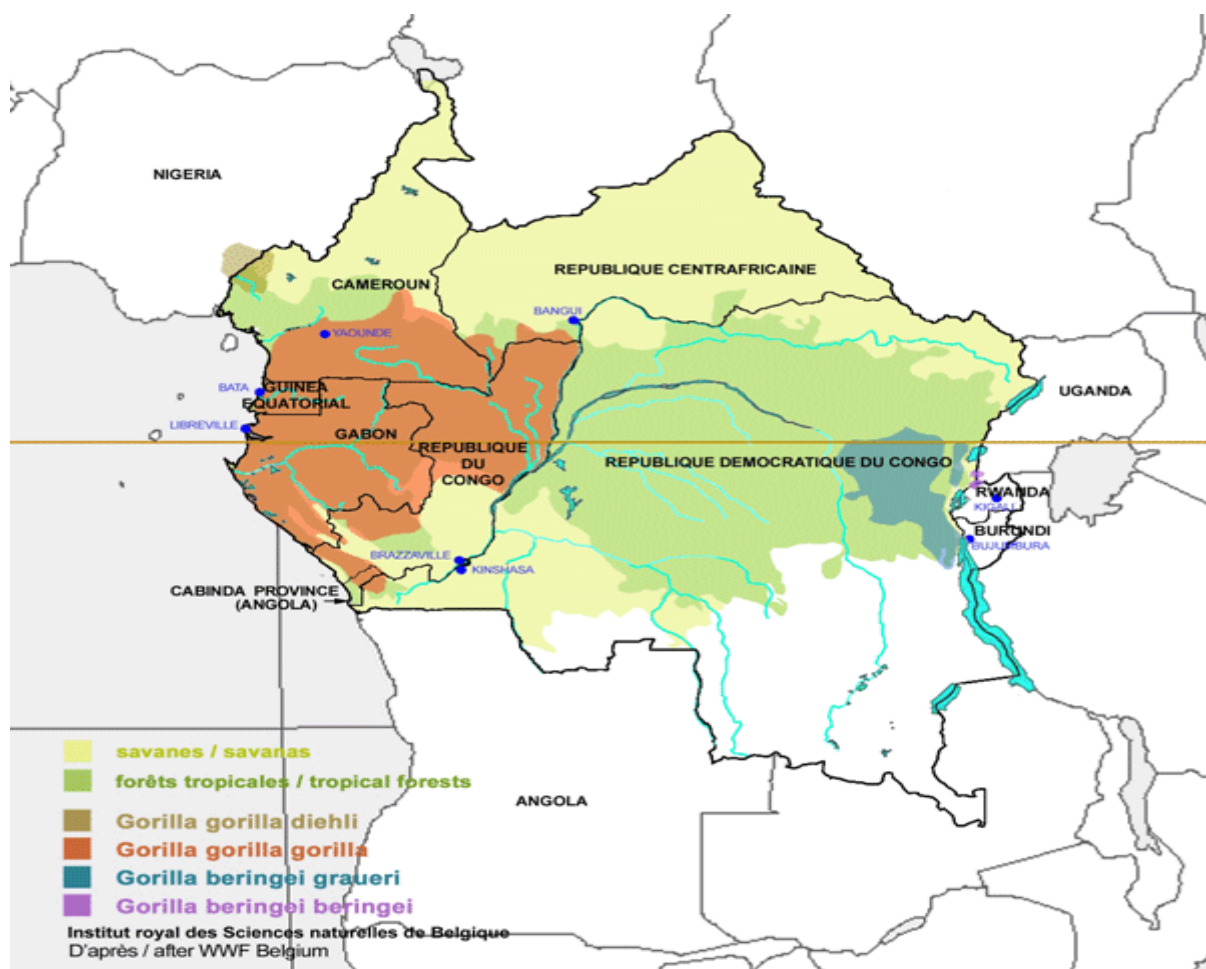 NIGERIA
CAMEROUN
REPUBLIQUE CENTRAFRICAINE
BANGUI
YAOUNDE
UGANDA
BATA
GUINEA
EQUATORIAL
LIBREVILLE
GABON
REPUBLIQUE
DU
CONGO
REPUBLIQUE DEMOCRATIQUE DU CONGO
RWANDA
KIGALI
BURUNDI
BUJUMBURA
BRAZZAVILLE
KINSHASA
CABINDA PROVINCE
(ANGOLA)
ANGOLA
savanes / savanas
forêts tropicales / tropical forests
Gorilla gorilla diehli
Gorilla gorilla gorilla
Gorilla beringei graueri
Gorilla beringei beringei
Institut royal des Sciences naturelles de Belgique
D'après / after WWF Belgium